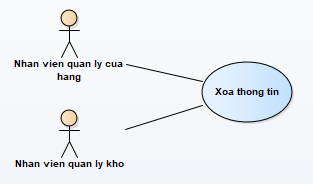 Nhan vien quan ly cua
hang
Xoa thong tin
Nhan vien quan ly kho